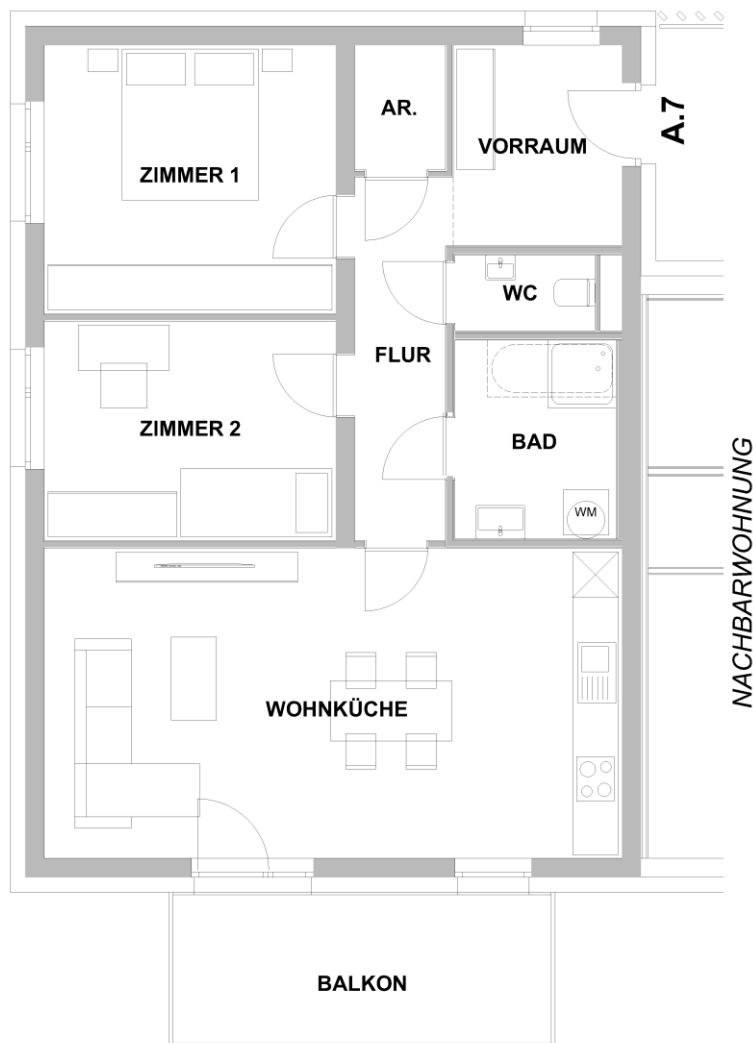 AR.
A.7
VORRAUM
ZIMMER 1
WC
FLUR
ZIMMER 2
BAD
WM
NACHBARWOHNUNG
WOHNKÜCHE
BALKON